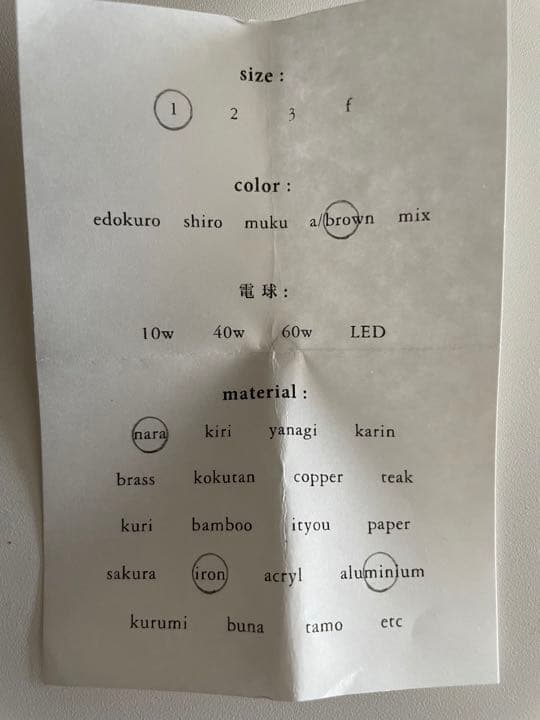 size :
1 2 3 f
color :
edokuro shiro muku a/brown mix
電 球 :
10w 40w 60w LED
material :
nara kiri yanagi karin
brass kokutan copper teak
kuri bamboo ityou paper
sakura iron acryl aluminium
kurumi buna tamo etc